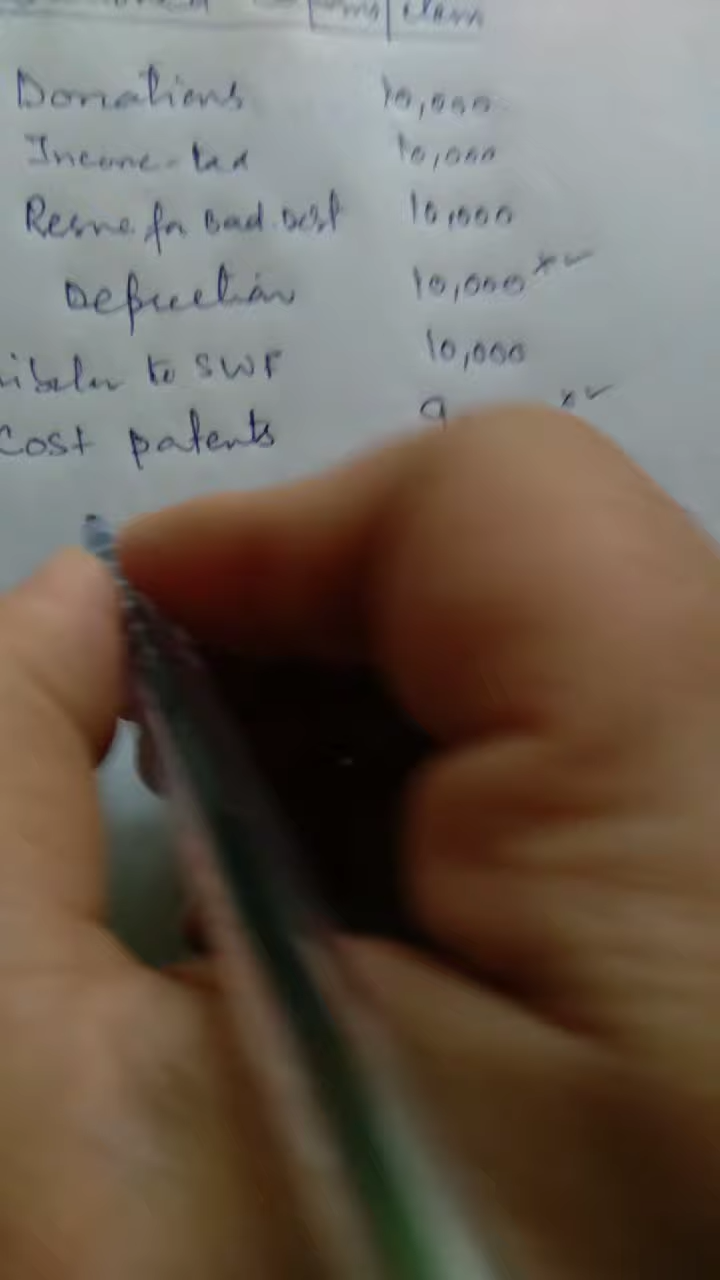 Donations 10,000
Income-tax 10,000
Reserve for Bad Debt 10,000
Depreciation 10,000 ×✓
to SWF 10,000
Cost patents 9 ×✓